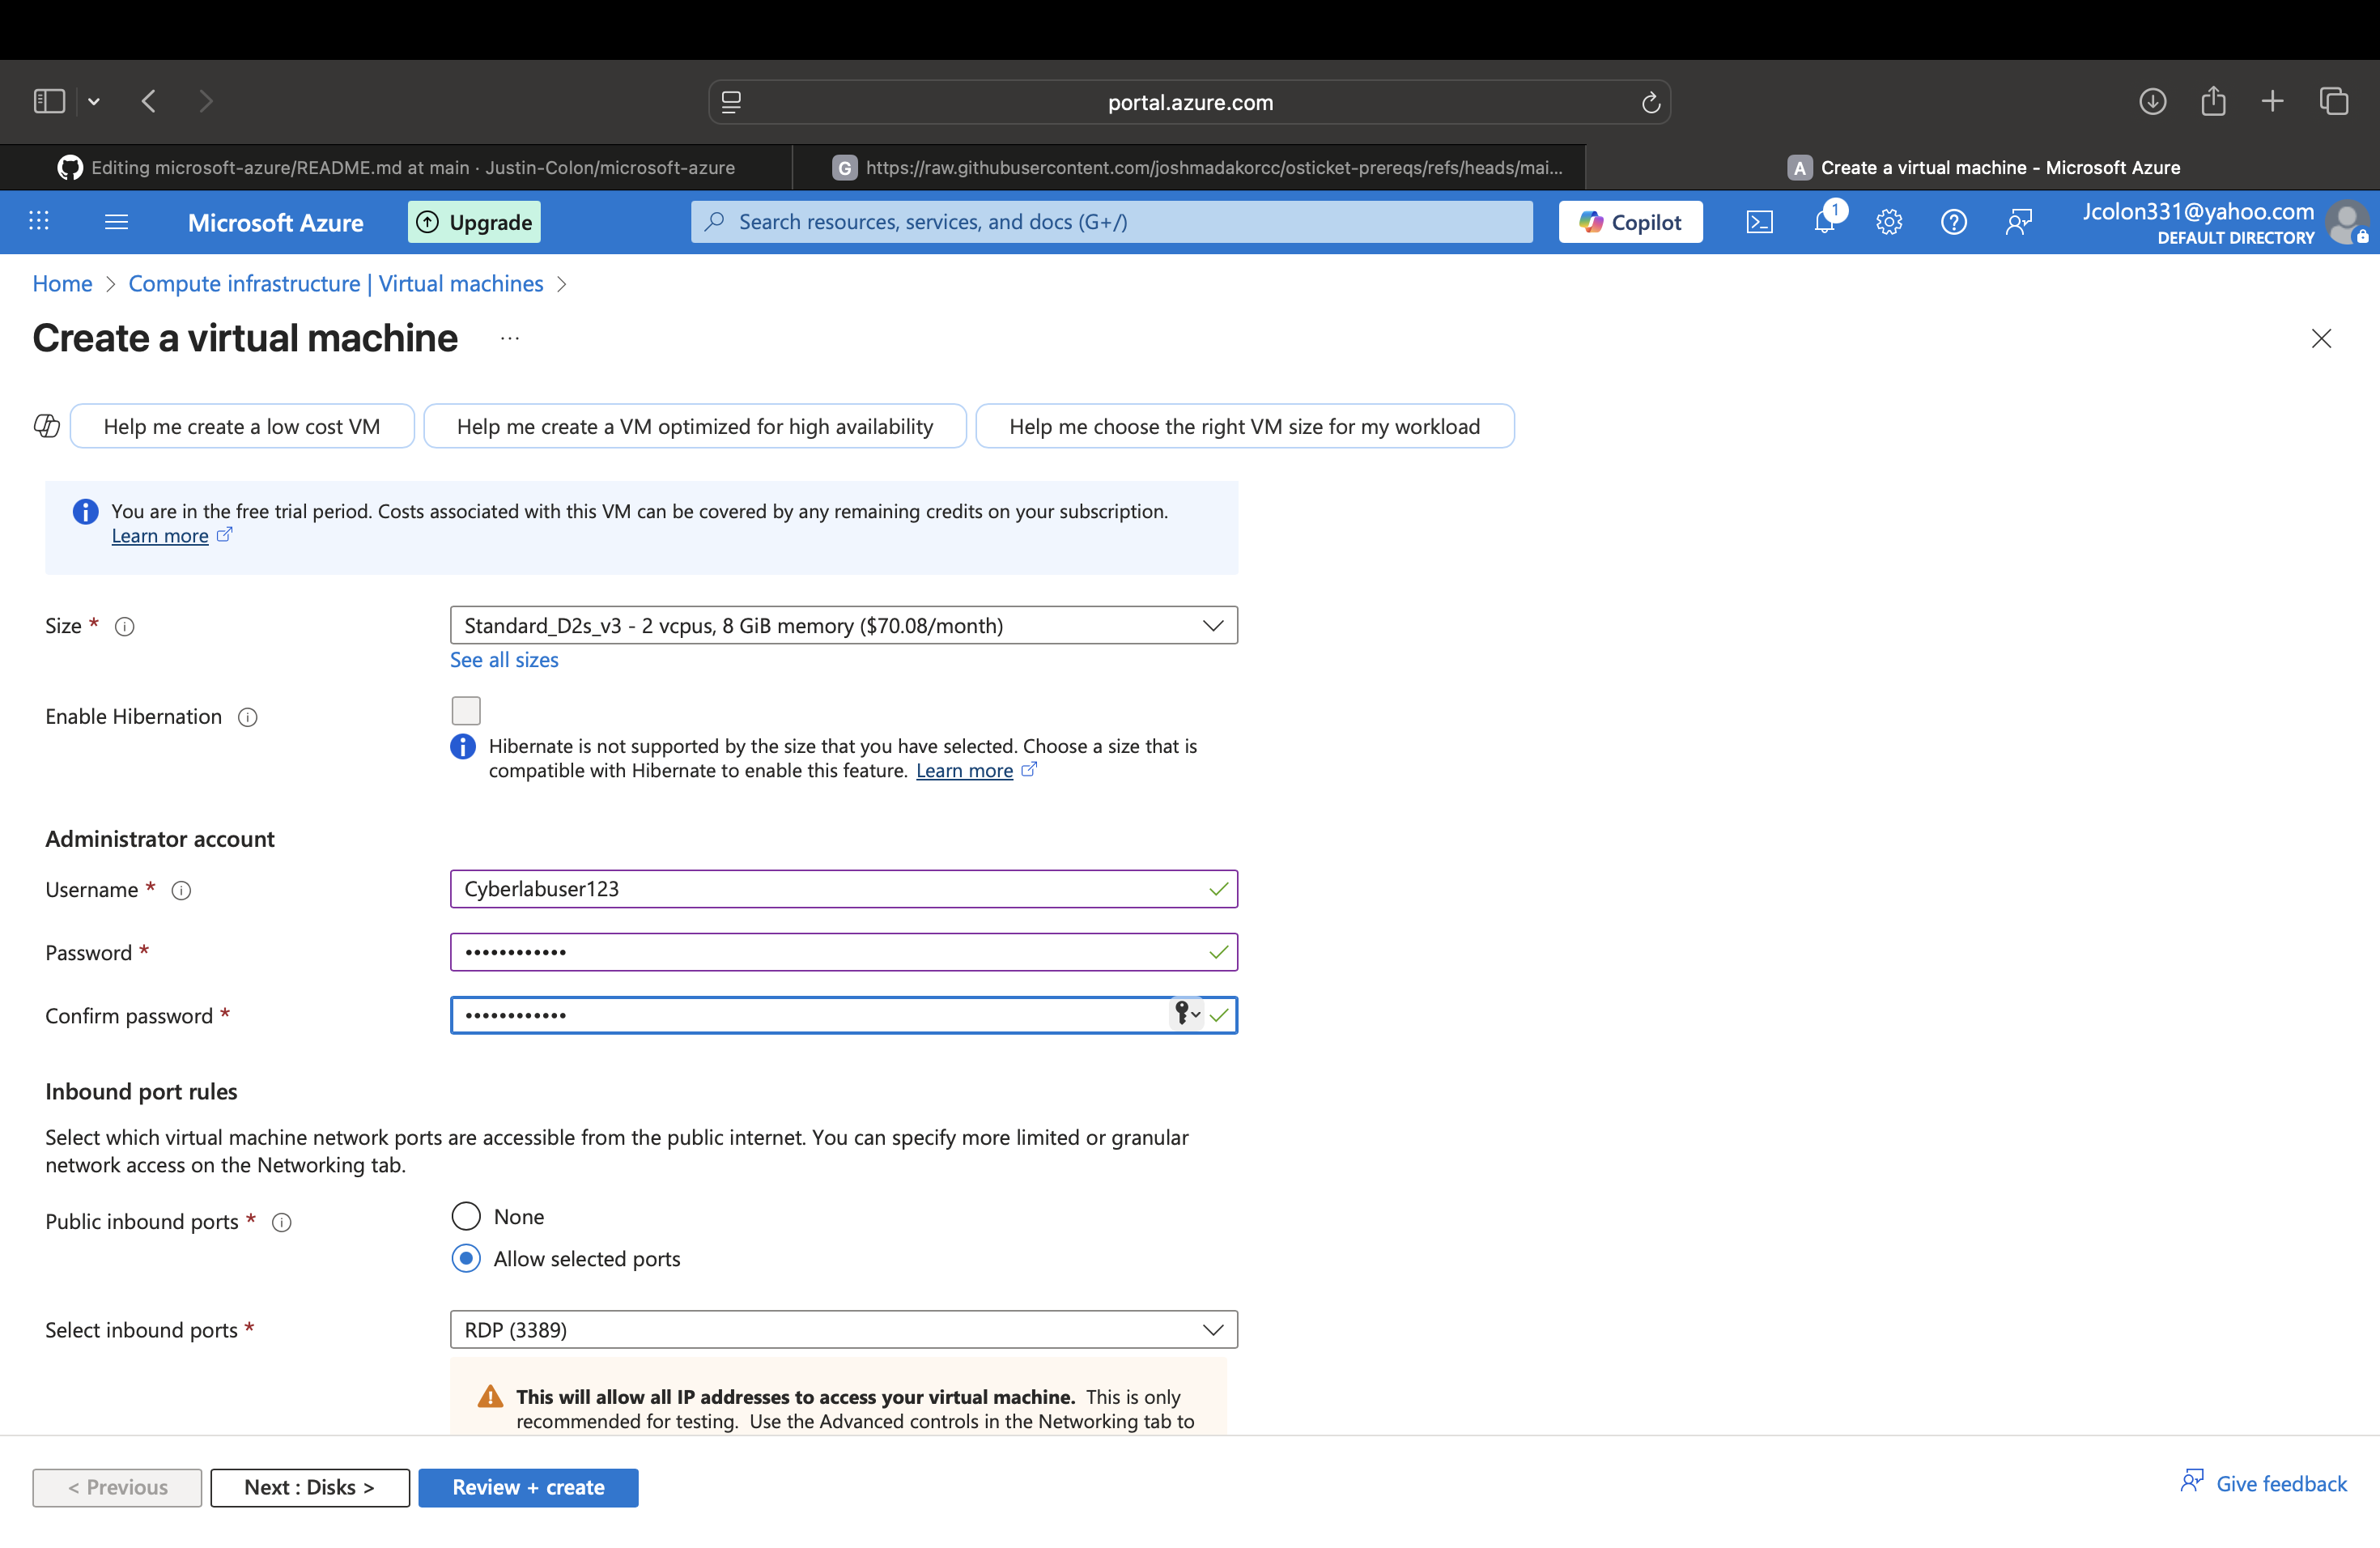 portal.azure.com
Editing microsoft-azure/README.md at main · Justin-Colon/microsoft-azure
G https://raw.githubusercontent.com/joshmadakorcc/osticket-prereqs/refs/heads/mai...
A Create a virtual machine - Microsoft Azure
Microsoft Azure
Upgrade
Search resources, services, and docs (G+/)
Copilot
1
Jcolon331@yahoo.com
DEFAULT DIRECTORY
Home > Compute infrastructure | Virtual machines >
Create a virtual machine ...
Help me create a low cost VM
Help me create a VM optimized for high availability
Help me choose the right VM size for my workload
You are in the free trial period. Costs associated with this VM can be covered by any remaining credits on your subscription.
Learn more
Size *
Standard_D2s_v3 - 2 vcpus, 8 GiB memory ($70.08/month)
See all sizes
Enable Hibernation
Hibernate is not supported by the size that you have selected. Choose a size that is
compatible with Hibernate to enable this feature. Learn more
Administrator account
Username *
Cyberlabuser123
Password *
••••••••••••
Confirm password *
••••••••••••
Inbound port rules
Select which virtual machine network ports are accessible from the public internet. You can specify more limited or granular
network access on the Networking tab.
Public inbound ports *
None
Allow selected ports
Select inbound ports *
RDP (3389)
This will allow all IP addresses to access your virtual machine. This is only
recommended for testing. Use the Advanced controls in the Networking tab to
< Previous
Next : Disks >
Review + create
Give feedback